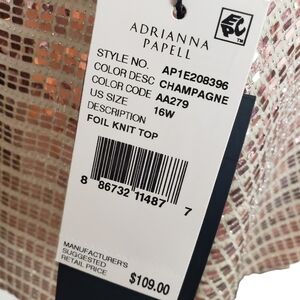 ADRIANNA
PAPELL
STYLE NO. AP1E208396
COLOR DESC CHAMPAGNE
COLOR CODE AA279
US SIZE 16W
DESCRIPTION
FOIL KNIT TOP
8 86732 11487 7
MANUFACTURER'S
SUGGESTED
RETAIL PRICE
$109.00